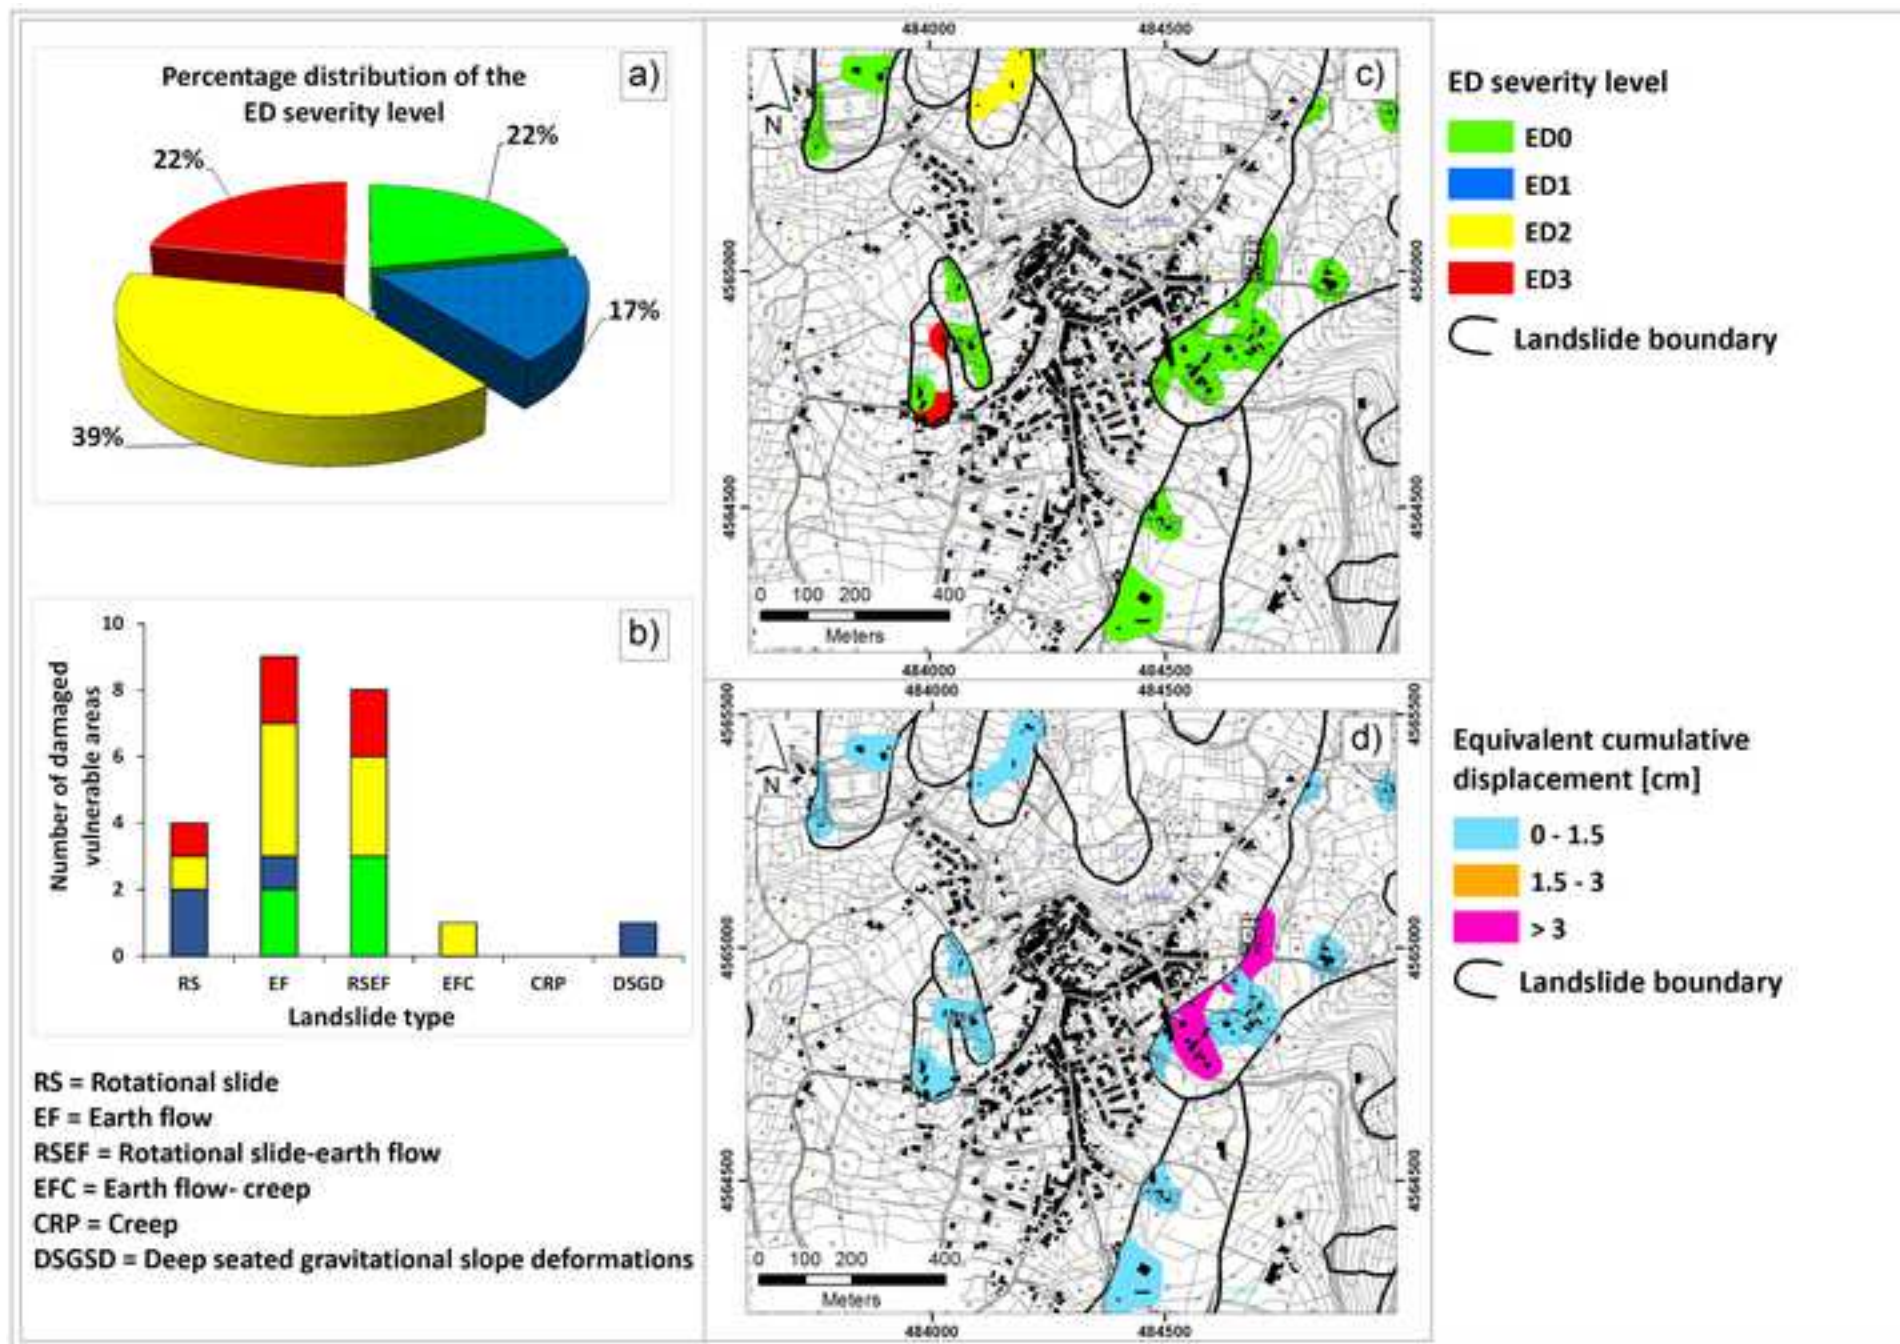 a)
Percentage distribution of the
ED severity level
22%
22%
17%
39%
b)
Number of damaged
vulnerable areas
10
8
6
4
2
0
RS
EF
RSEF
EFC
CRP
DSGD
Landslide type
RS = Rotational slide
EF = Earth flow
RSEF = Rotational slide-earth flow
EFC = Earth flow- creep
CRP = Creep
DSGSD = Deep seated gravitational slope deformations
484000
484500
c)
N
4565000
4565000
4564500
4564500
0 100 200 400
Meters
484000
484500
ED severity level
ED0
ED1
ED2
ED3
Landslide boundary
484000
484500
4565500
4565500
d)
N
4565000
4565000
4564500
4564500
0 100 200 400
Meters
484000
484500
Equivalent cumulative
displacement [cm]
0 - 1.5
1.5 - 3
> 3
Landslide boundary